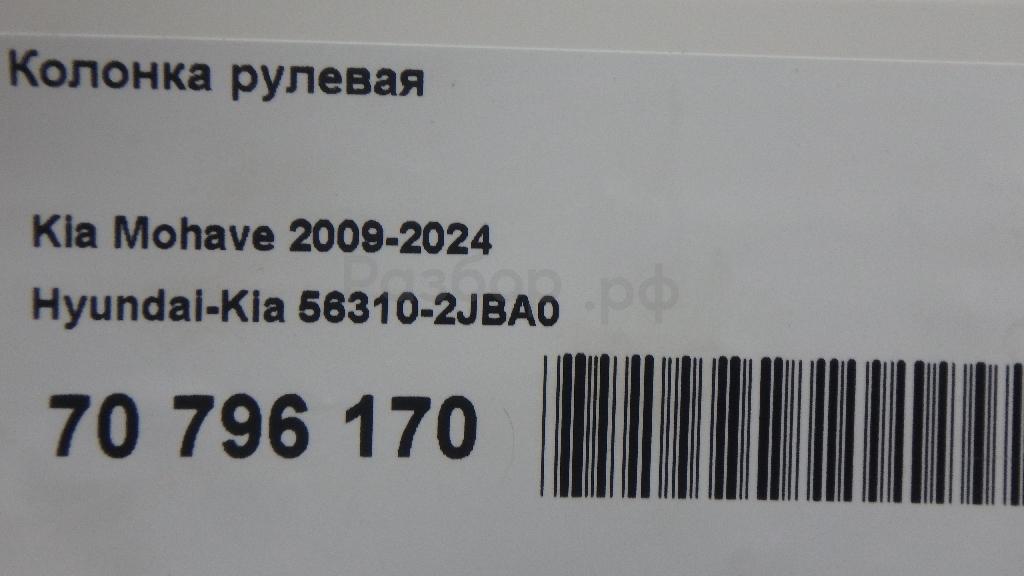 Колонка рулевая
Kia Mohave 2009-2024
Разбор.рф
Hyundai-Kia 56310-2JBA0
70 796 170